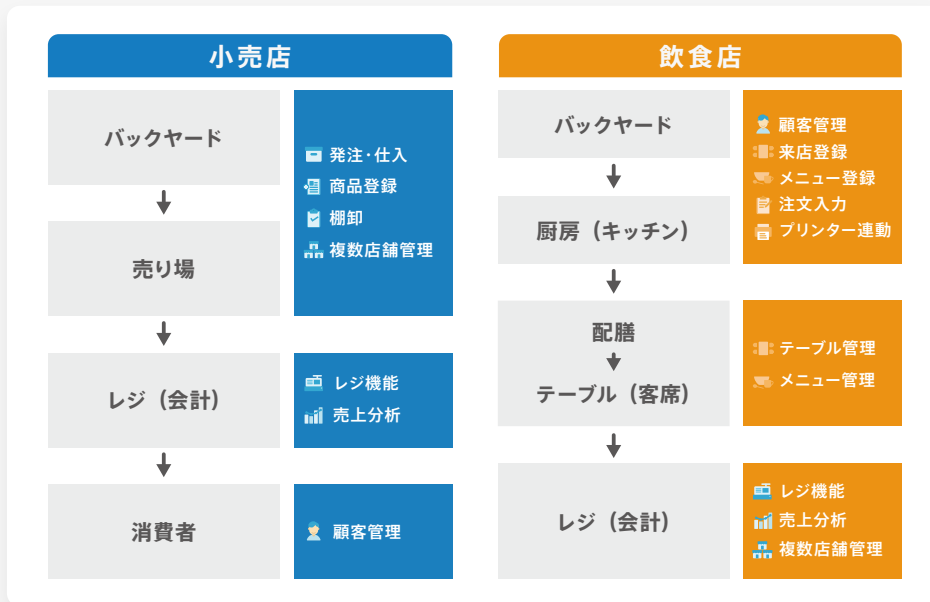 小売店
バックヤード
発注・仕入
商品登録
棚卸
複数店舗管理
売り場
レジ（会計）
レジ機能
売上分析
消費者
顧客管理
飲食店
バックヤード
顧客管理
来店登録
メニュー登録
注文入力
プリンター連動
厨房（キッチン）
配膳
テーブル（客席）
テーブル管理
メニュー管理
レジ（会計）
レジ機能
売上分析
複数店舗管理